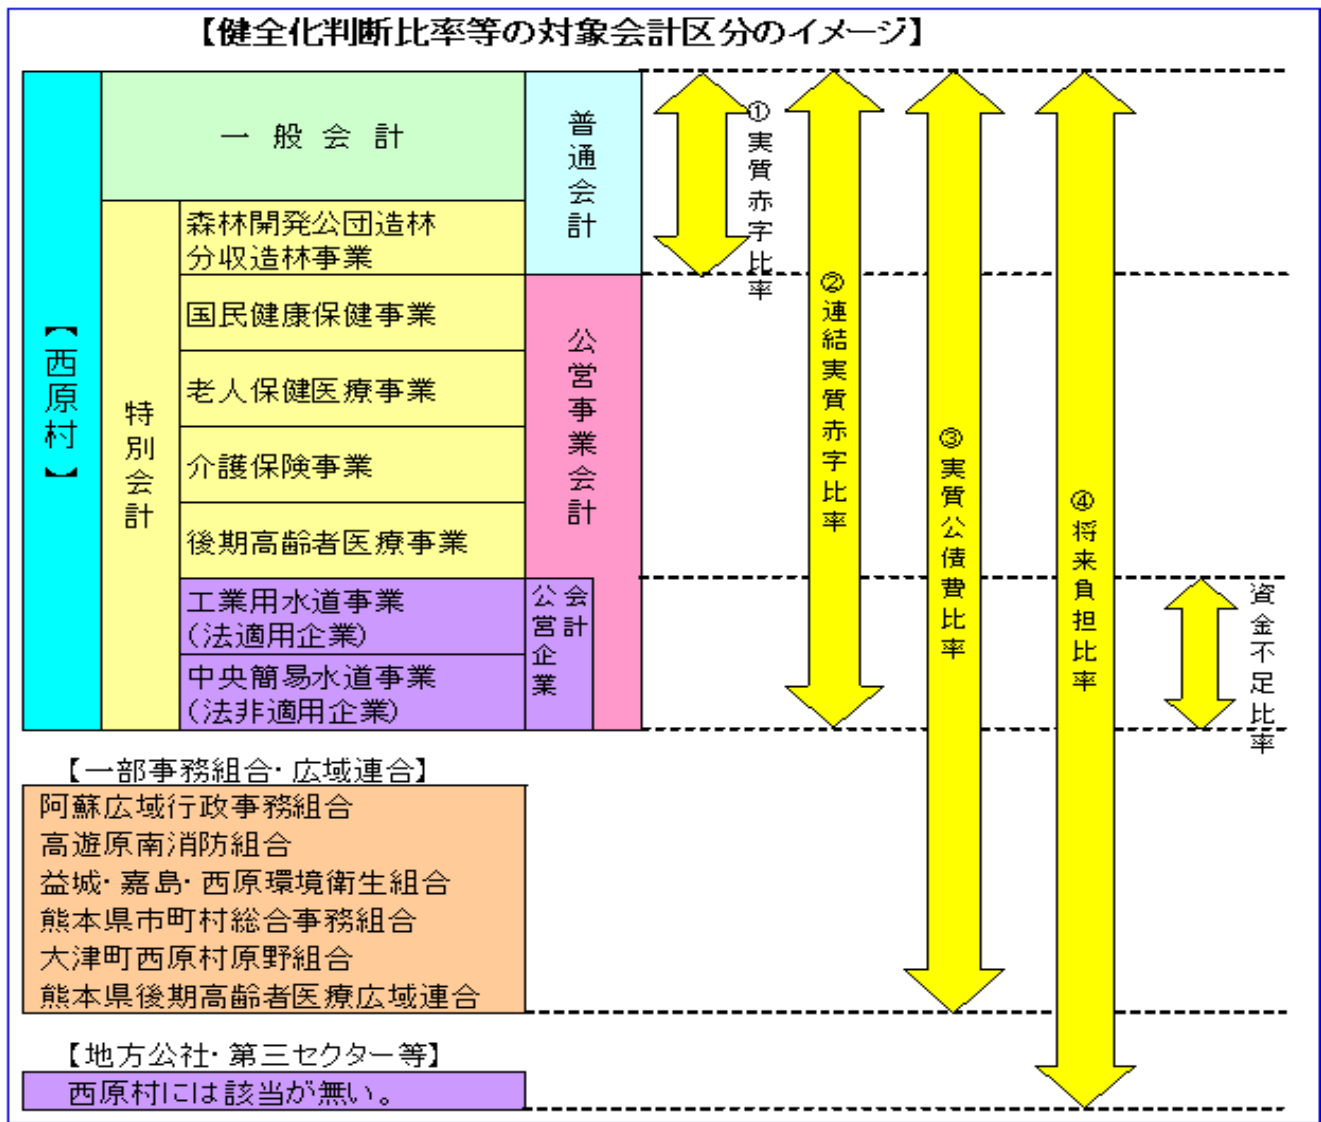 【健全化判断比率等の対象会計区分のイメージ】
【西原村】
一般会計
特別会計
森林開発公団造林
分収造林事業
国民健康保健事業
老人保健医療事業
介護保険事業
後期高齢者医療事業
工業用水道事業
(法適用企業)
中央簡易水道事業
(法非適用企業)
普通会計
公営事業会計
公営企業
会計
①実質赤字比率
②連結実質赤字比率
③実質公債費比率
④将来負担比率
資金不足比率
【一部事務組合・広域連合】
阿蘇広域行政事務組合
高遊原南消防組合
益城・嘉島・西原環境衛生組合
熊本県市町村総合事務組合
大津町西原村原野組合
熊本県後期高齢者医療広域連合
【地方公社・第三セクター等】
西原村には該当が無い。